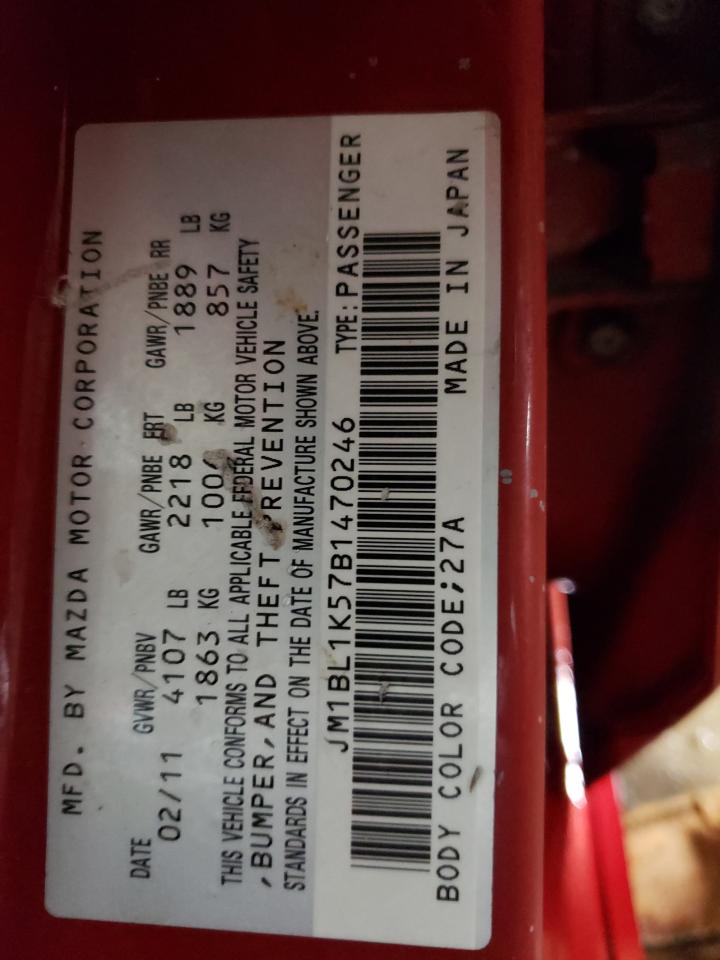 MFD. BY MAZDA MOTOR CORPORATION
DATE GVWR/PNBV GAWR/PNBE FRT GAWR/PNBE RR
02/11 4107 LB 2218 LB 1889 LB
1863 KG KG 857 KG
THIS VEHICLE CONFORMS TO ALL APPLICABLE FEDERAL MOTOR VEHICLE SAFETY
,BUMPER,AND THEFT PREVENTION
STANDARDS IN EFFECT ON THE DATE OF MANUFACTURE SHOWN ABOVE.
JM1BL1K57B1470246 TYPE:PASSENGER
BODY COLOR CODE;27A MADE IN JAPAN